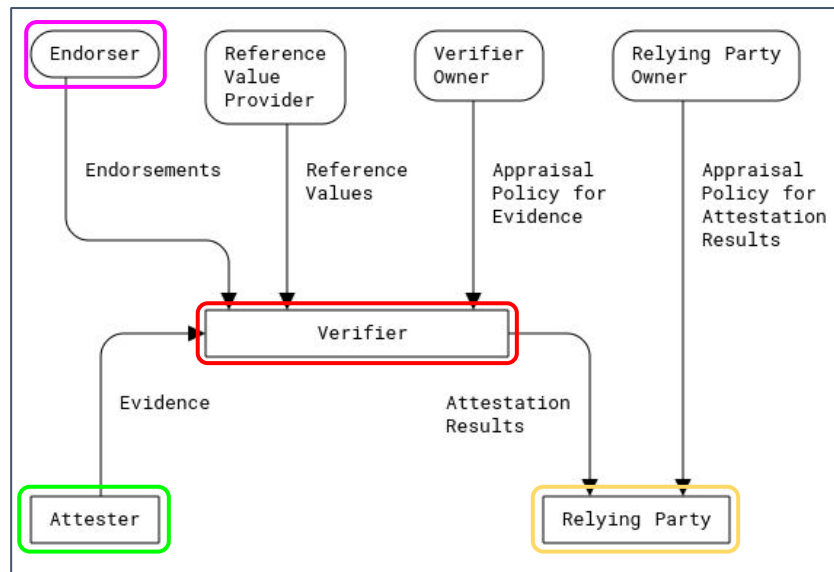 Endorser
Reference
Value
Provider
Verifier
Owner
Relying Party
Owner
Endorsements
Reference
Values
Appraisal
Policy for
Evidence
Appraisal
Policy for
Attestation
Results
Verifier
Evidence
Attestation
Results
Attester
Relying Party